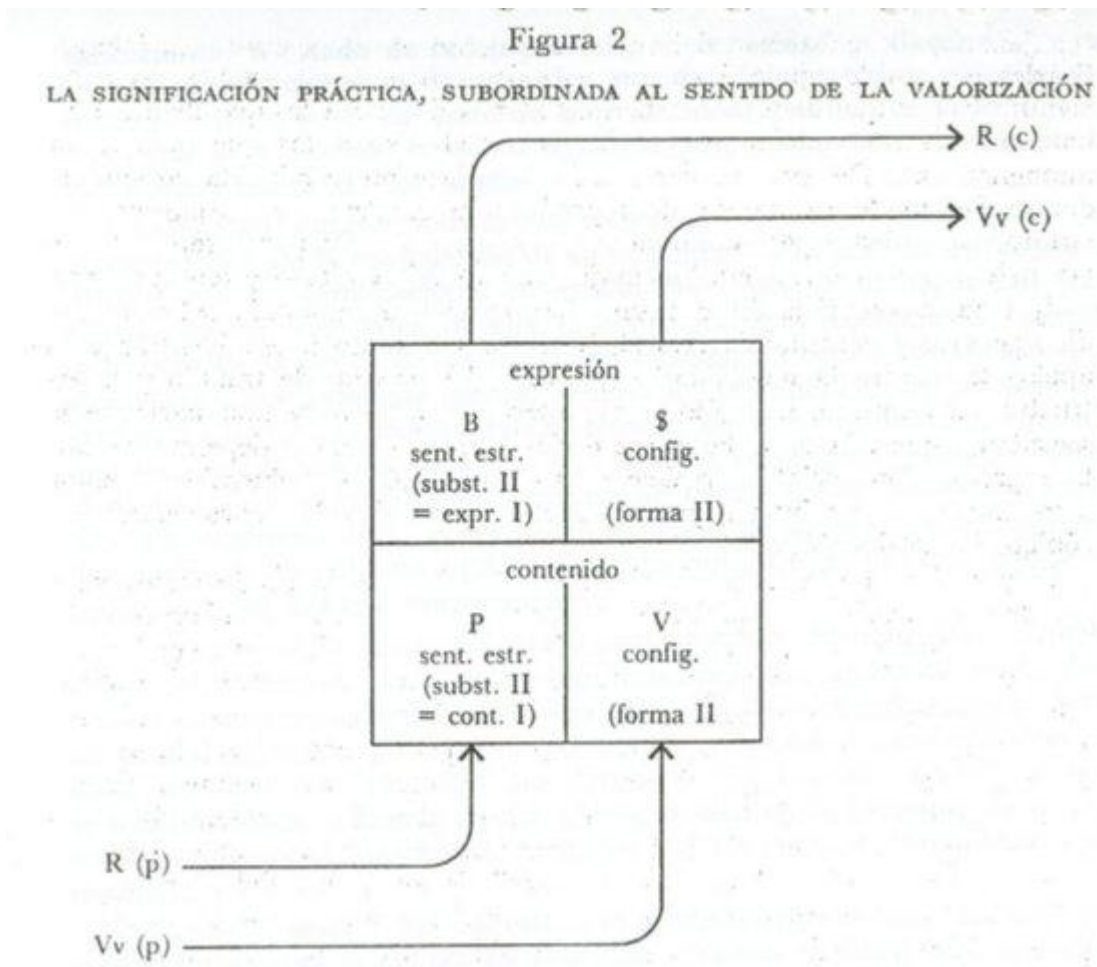 Figura 2
LA SIGNIFICACIÓN PRÁCTICA, SUBORDINADA AL SENTIDO DE LA VALORIZACIÓN
R (c)
Vv (c)
expresión
B
sent. estr.
(subst. II
= expr. I)
$
config.
(forma II)
contenido
P
sent. estr.
(subst. II
= cont. I)
V
config.
(forma II
R (p)
Vv (p)